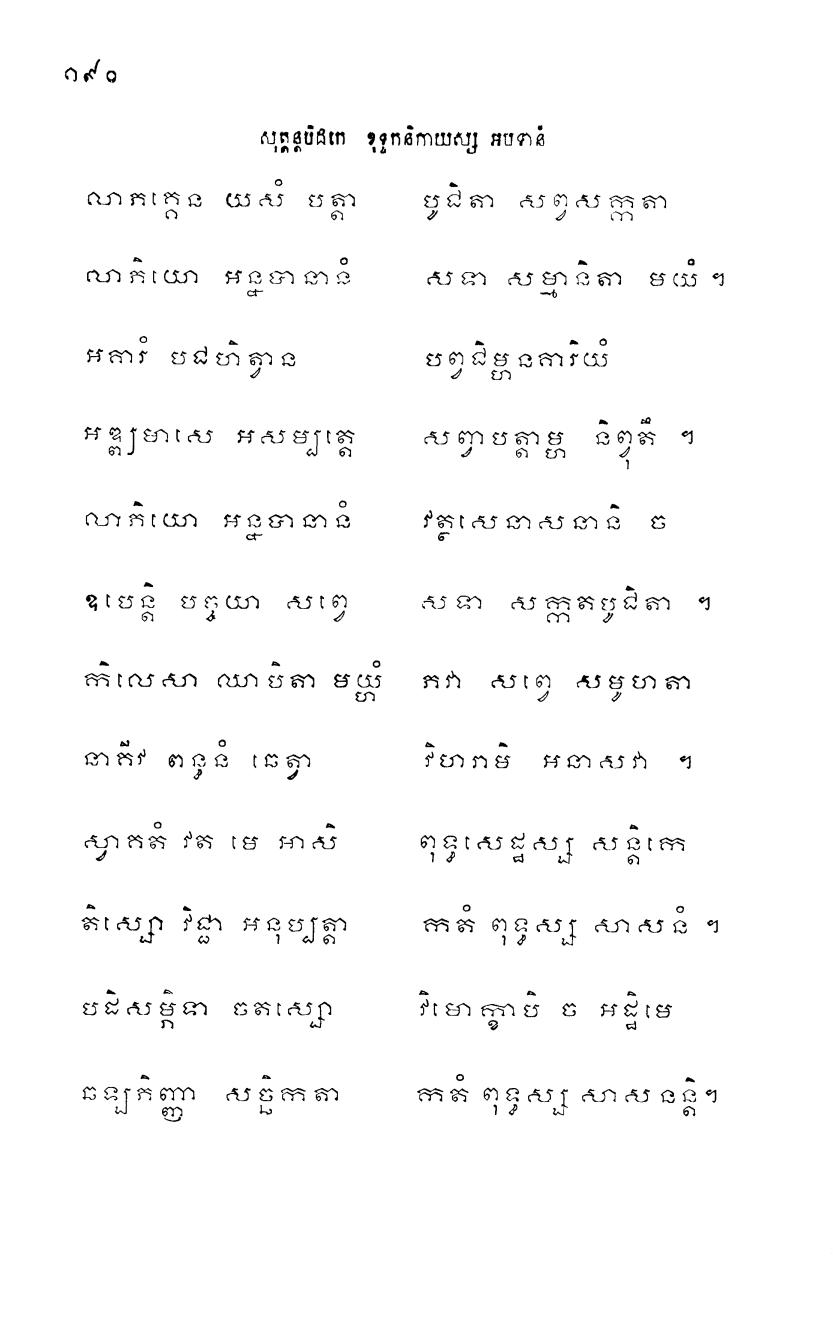 ១៩០
សុត្តន្តបិដកេ ខុទ្ទកនិកាយស្ស អបទានំ
លាភគ្គេន យសំ បត្តា បូជិតា សព្វសក្កតា
លាភិយោ អន្នទានានំ សទា សម្មានិតា មយំ ។
អគារំ បជហិត្វាន បព្វជិម្ហនគារិយំ
អឌ្ឍមាសេ អសម្បត្តេ សព្វាបត្តាម្ហ និព្វុតឹ ។
លាភិយោ អន្នទានានំ វត្ថសេនាសនានិ ច
ឧបេន្តិ បច្ចយា សព្វេ សទា សក្កតបូជិតា ។
កិលេសា ឈាបិតា មយ្ហំ ភវា សព្វេ សមូហតា
នាគីវ ពន្ធនំ ឆេត្វា វិហរាមិ អនាសវា ។
ស្វាគតំ វត មេ អាសិ ពុទ្ធសេដ្ឋស្ស សន្តិកេ
តិស្សោ វិជ្ជា អនុប្បត្តា កតំ ពុទ្ធស្ស សាសនំ ។
បដិសម្ភិទា ចតស្សោ វិមោក្ខាបិ ច អដ្ឋិមេ
ឆឡភិញ្ញា សច្ឆិកតា កតំ ពុទ្ធស្ស សាសនន្តិ។